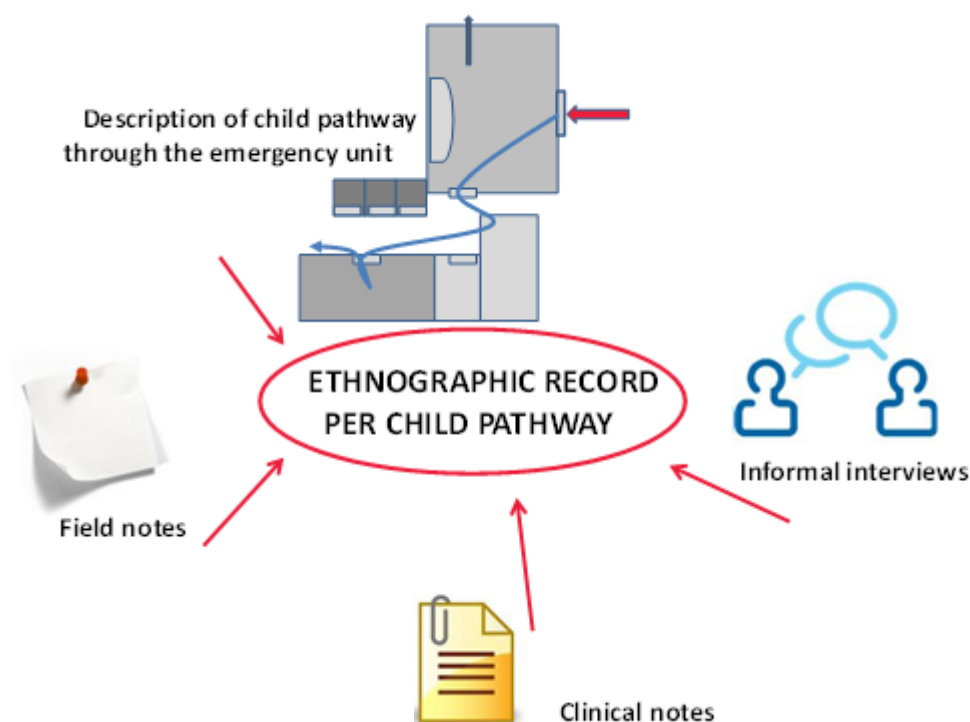 Description of child pathway
through the emergency unit
ETHNOGRAPHIC RECORD
PER CHILD PATHWAY
Informal interviews
Field notes
Clinical notes